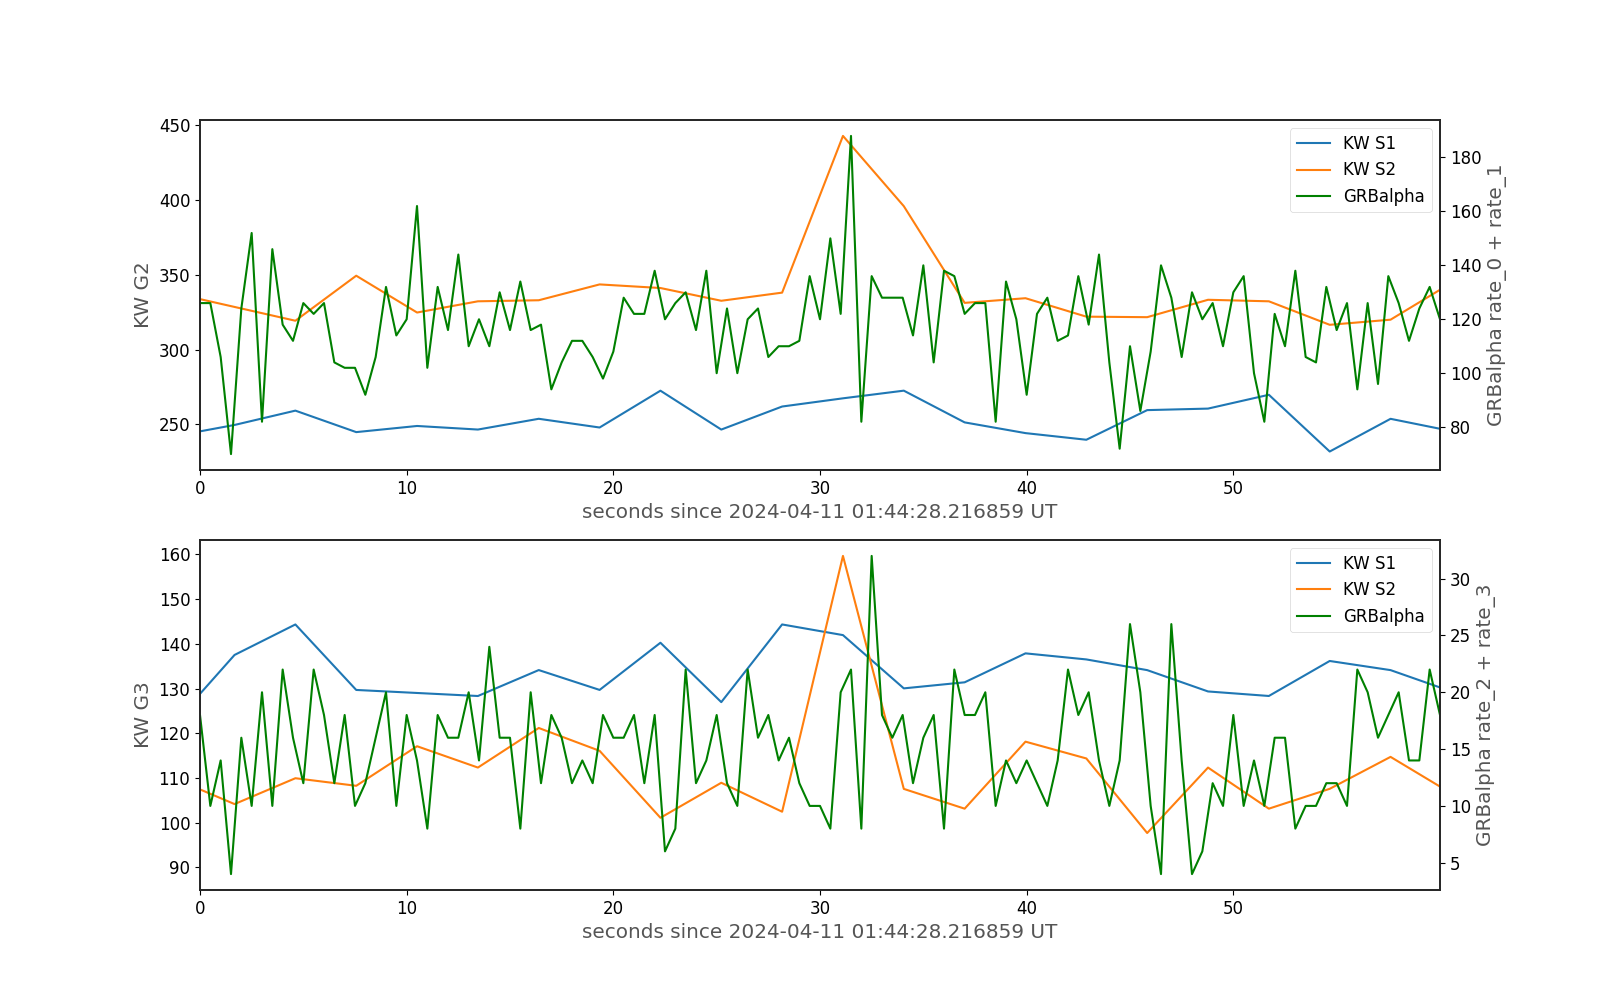 KW G2
450
400
350
300
250
KW S1
KW S2
GRBalpha
180
160
140
120
100
80
GRBalpha rate_0 + rate_1
0 10 20 30 40 50
seconds since 2024-04-11 01:44:28.216859 UT
KW G3
160
150
140
130
120
110
100
90
KW S1
KW S2
GRBalpha
30
25
20
15
10
5
GRBalpha rate_2 + rate_3
0 10 20 30 40 50
seconds since 2024-04-11 01:44:28.216859 UT